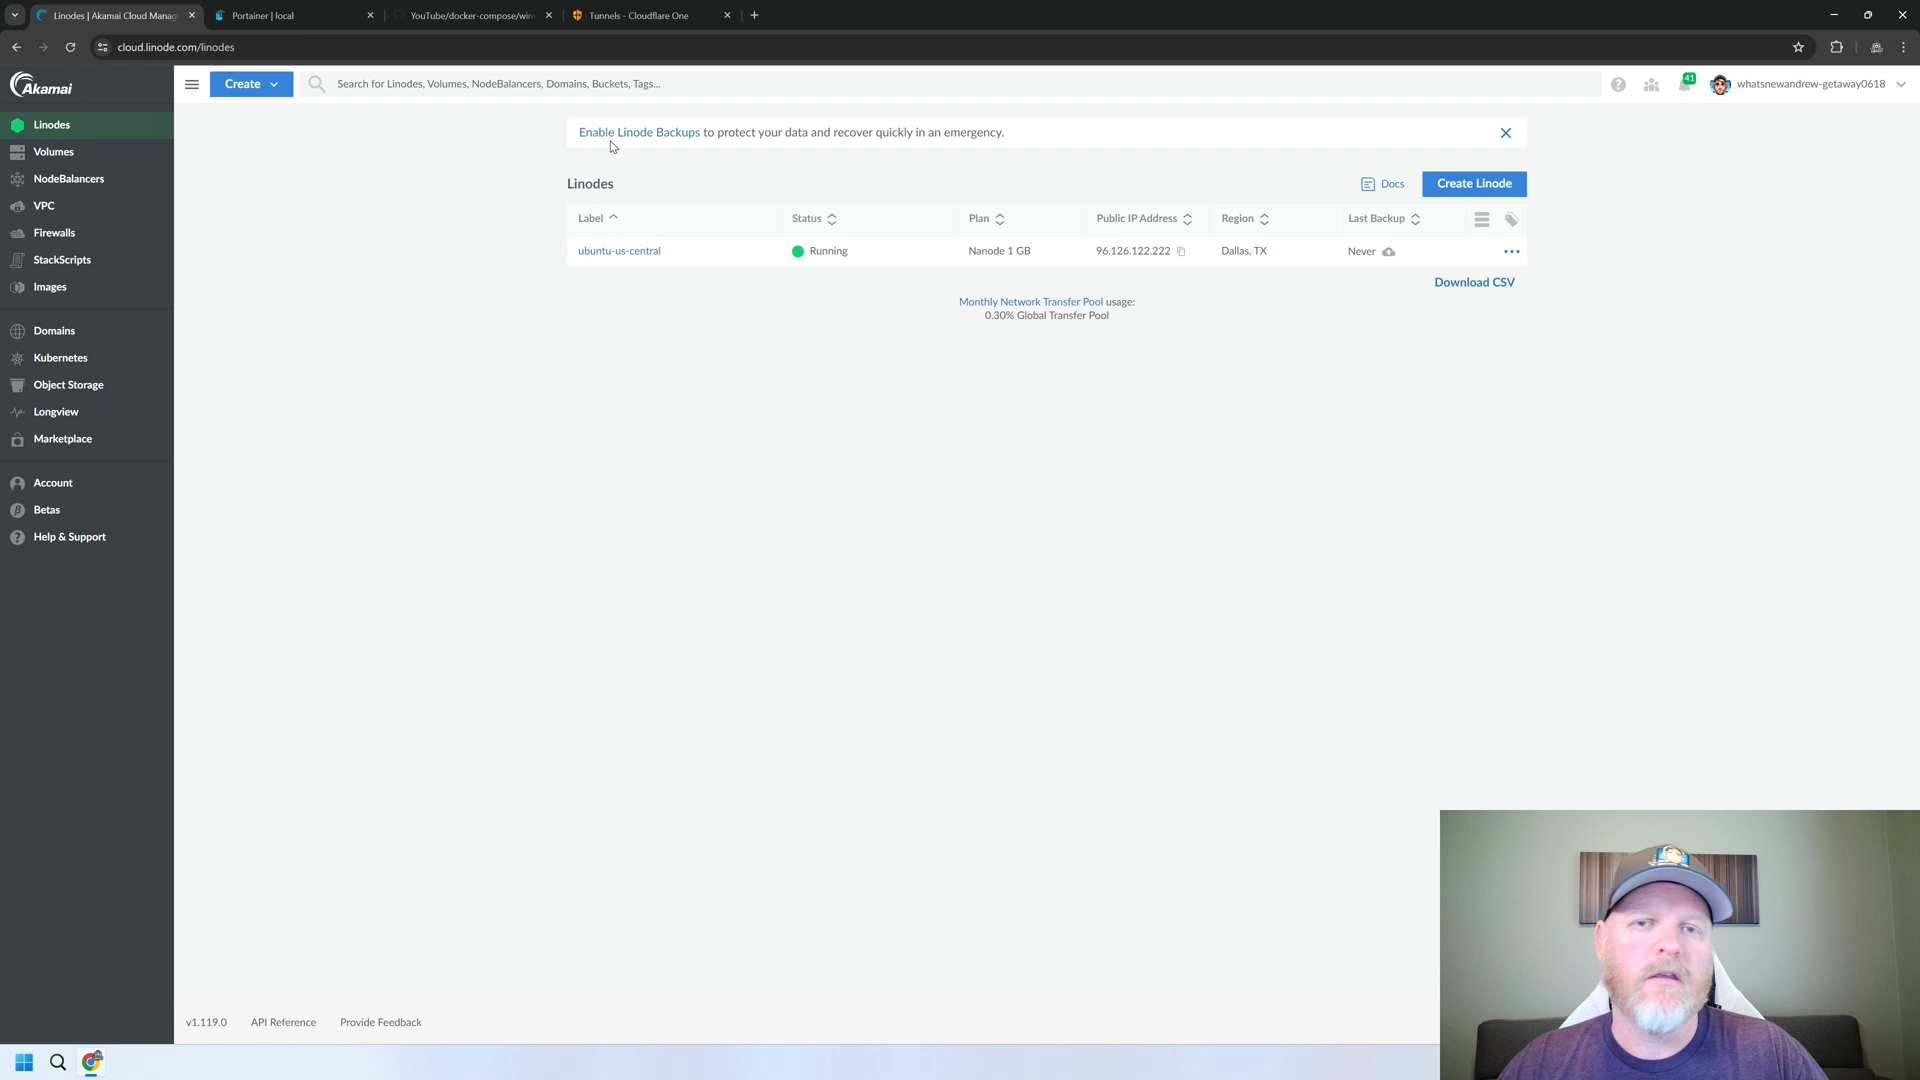 Linodes | Akamai Cloud Manag
Portainer | local
YouTube/docker-compose/wire
Tunnels - Cloudflare One
cloud.linode.com/linodes
Akamai
Create
Search for Linodes, Volumes, NodeBalancers, Domains, Buckets, Tags...
41
whatsnewandrew-getaway0618
Linodes
Volumes
NodeBalancers
VPC
Firewalls
StackScripts
Images
Domains
Kubernetes
Object Storage
Longview
Marketplace
Account
Betas
Help & Support
Enable Linode Backups to protect your data and recover quickly in an emergency.
Linodes
Docs
Create Linode
Label Status Plan Public IP Address Region Last Backup
ubuntu-us-central Running Nanode 1 GB 96.126.122.222 Dallas, TX Never
Download CSV
Monthly Network Transfer Pool usage:
0.30% Global Transfer Pool
v1.119.0 API Reference Provide Feedback